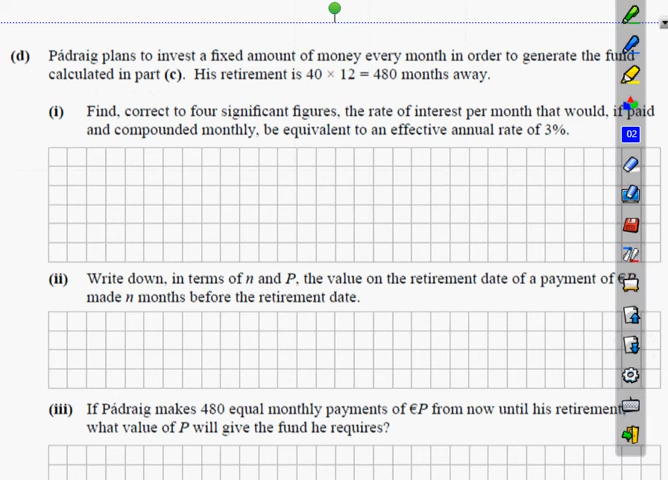 (d) Pádraig plans to invest a fixed amount of money every month in order to generate the fund
calculated in part (c). His retirement is 40 × 12 = 480 months away.
(i) Find, correct to four significant figures, the rate of interest per month that would, if paid
and compounded monthly, be equivalent to an effective annual rate of 3%.
02
(ii) Write down, in terms of n and P, the value on the retirement date of a payment of €P
made n months before the retirement date.
(iii) If Pádraig makes 480 equal monthly payments of €P from now until his retirement,
what value of P will give the fund he requires?